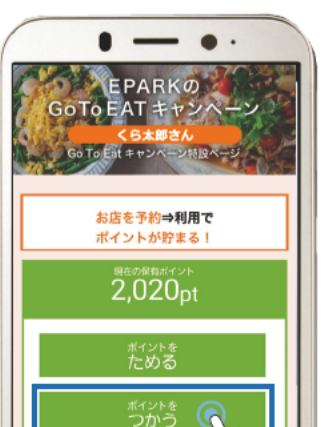 EPARKの
GoTo EATキャンペーン
くら太郎さん
Go To Eat キャンペーン特設ページ
お店を予約⇒利用で
ポイントが貯まる！
現在の保有ポイント
2,020pt
ポイントを
ためる
ポイントを
つかう